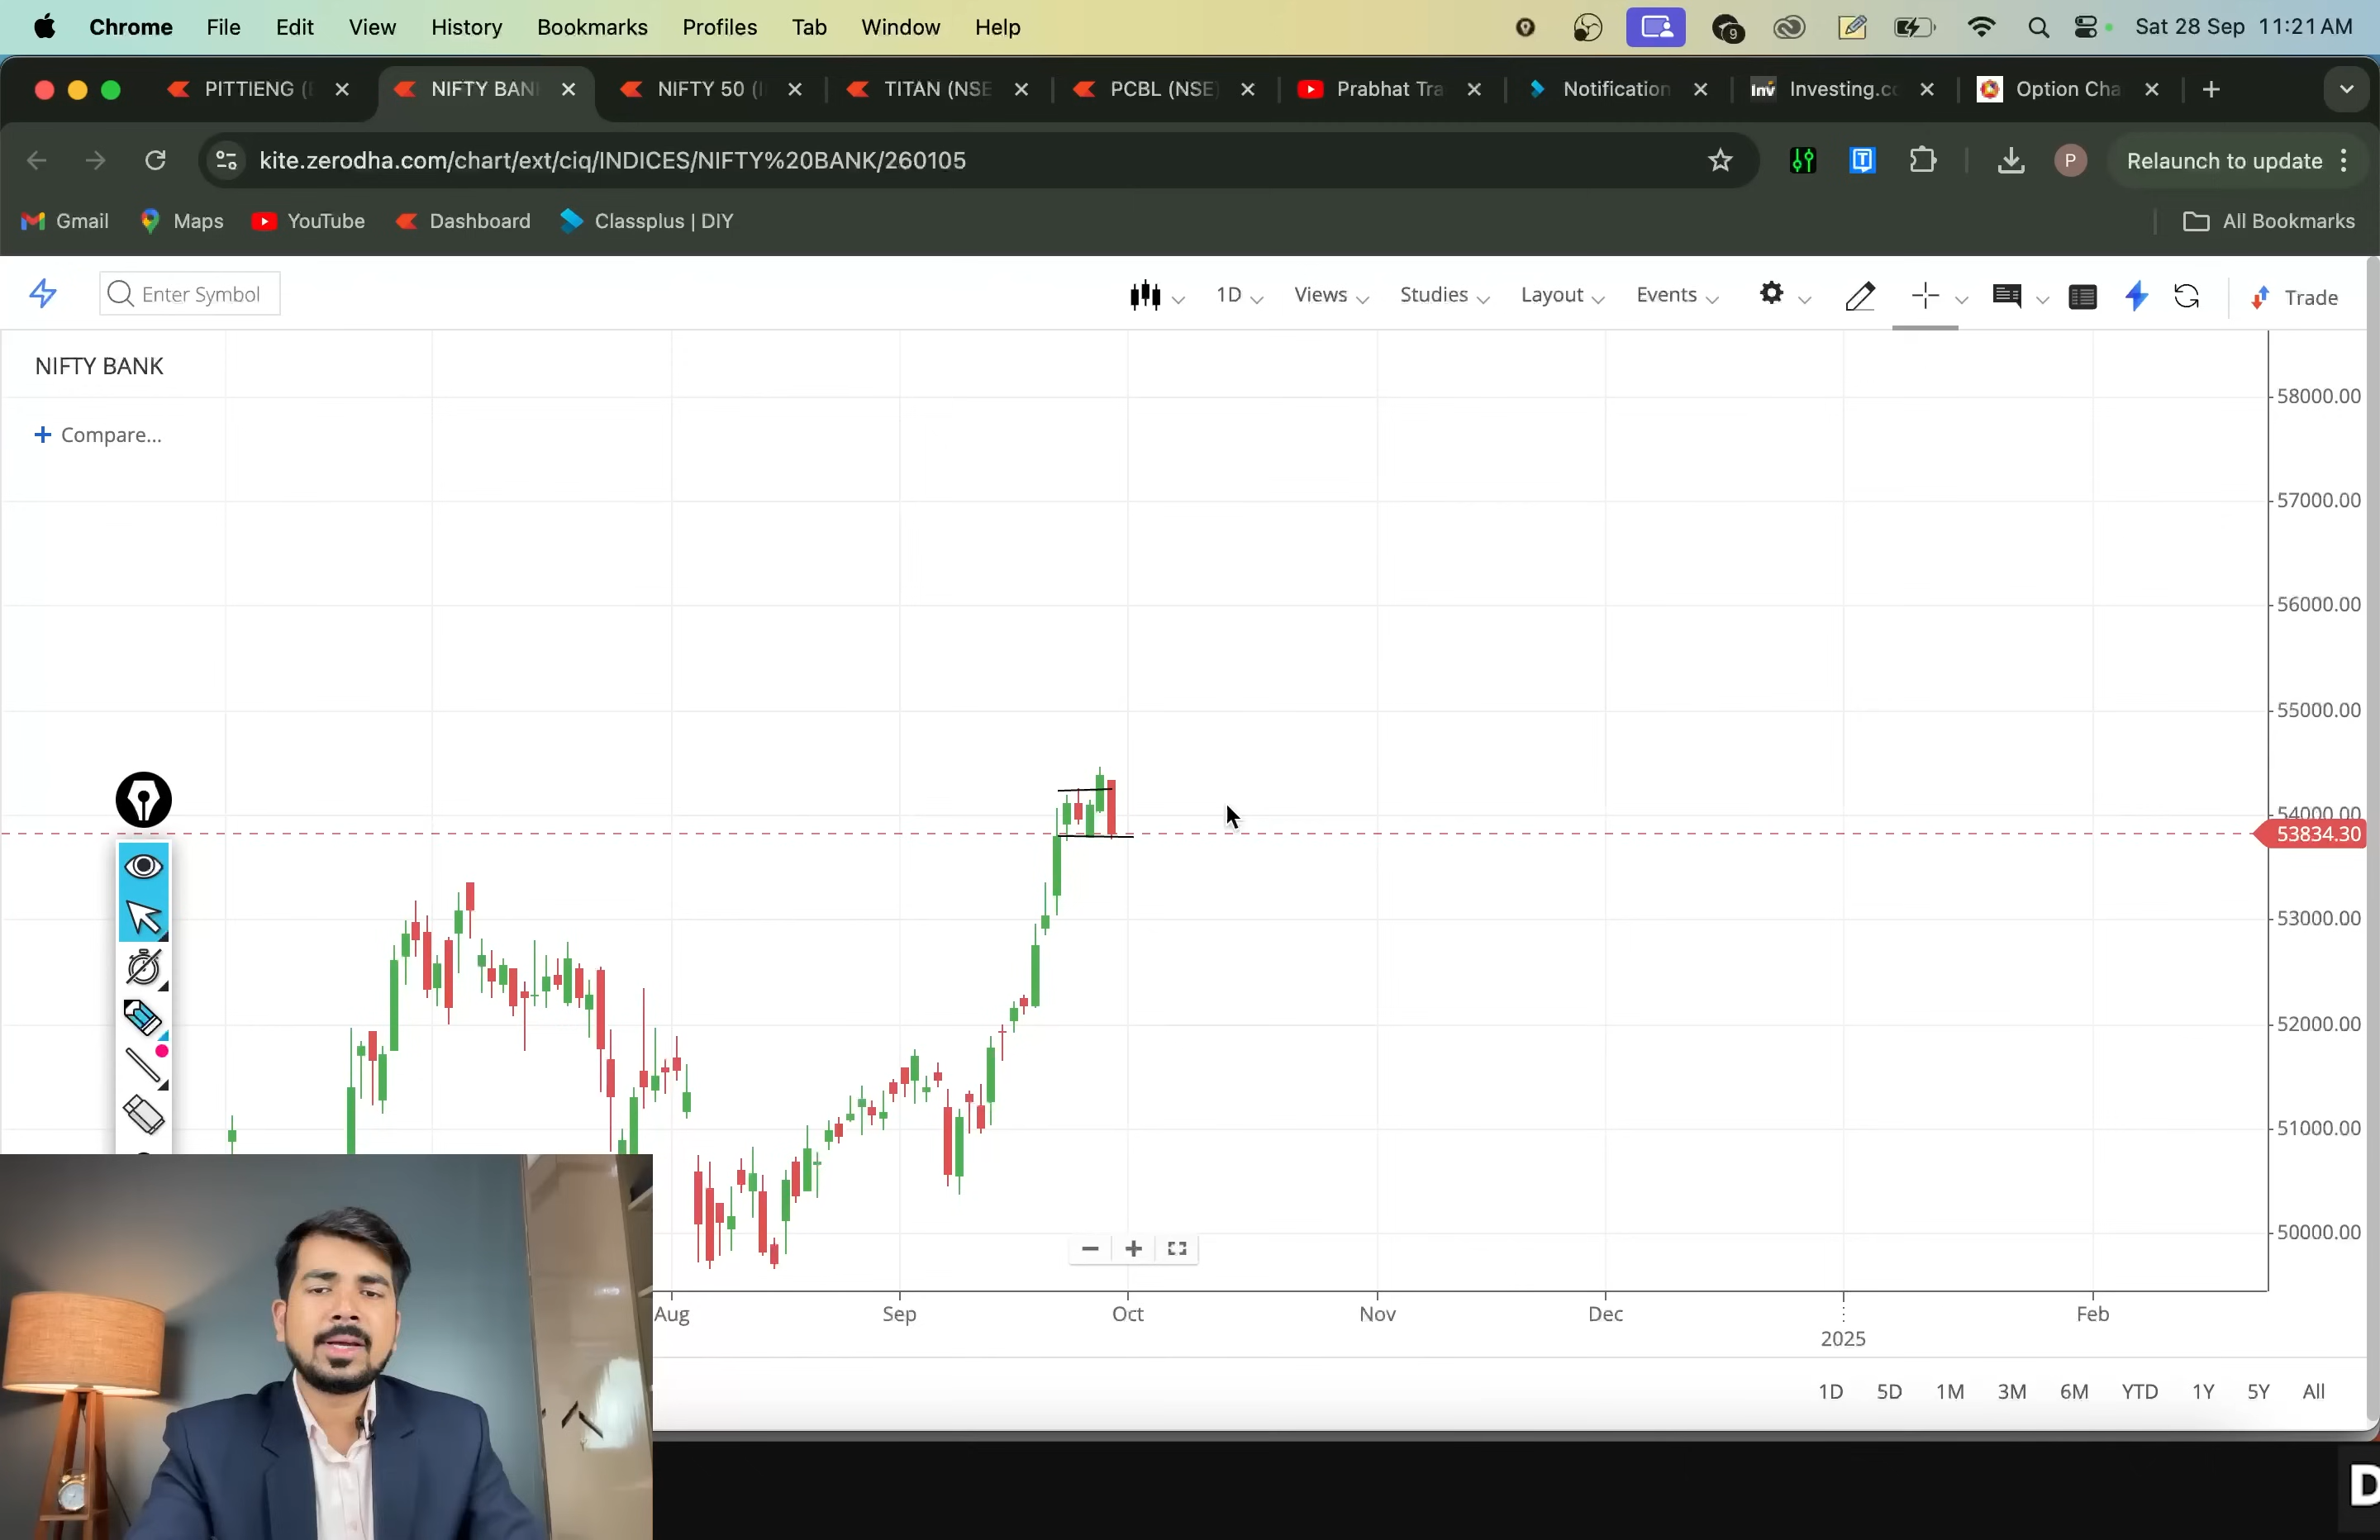 Chrome File Edit View History Bookmarks Profiles Tab Window Help 9 Sat 28 Sep 11:21 AM
PITTIENG ( NIFTY BAN NIFTY 50 ( TITAN (NSE PCBL (NSE) Prabhat Tra Notification Inv Investing.c Option Cha
kite.zerodha.com/chart/ext/ciq/INDICES/NIFTY%20BANK/260105 T P Relaunch to update
Gmail Maps YouTube Dashboard Classplus | DIY All Bookmarks
Enter Symbol 1D Views Studies Layout Events Trade
NIFTY BANK
58000.00
+ Compare...
57000.00
56000.00
55000.00
54000.00
53834.30
53000.00
52000.00
51000.00
50000.00
Aug Sep Oct Nov Dec Feb
2025
1D 5D 1M 3M 6M YTD 1Y 5Y All
D